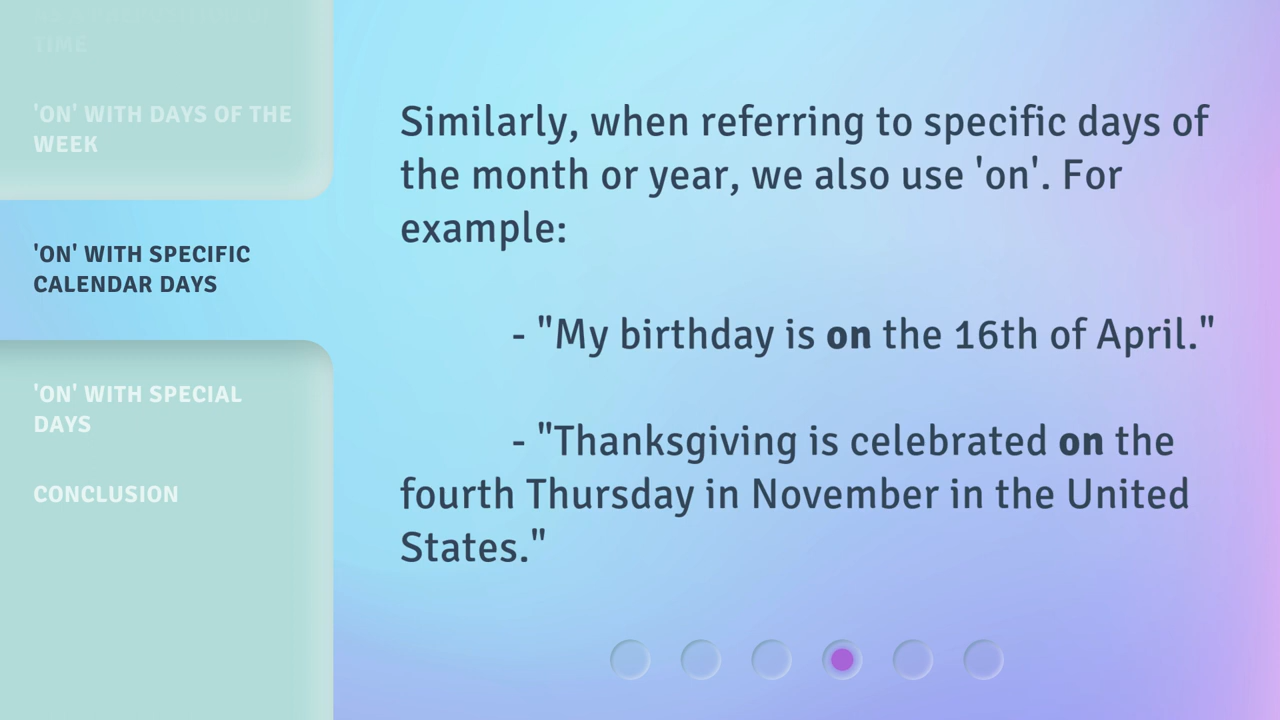 TIME
'ON' WITH DAYS OF THE
WEEK
'ON' WITH SPECIFIC
CALENDAR DAYS
'ON' WITH SPECIAL
DAYS
CONCLUSION
Similarly, when referring to specific days of
the month or year, we also use 'on'. For
example:
- "My birthday is on the 16th of April."
- "Thanksgiving is celebrated on the
fourth Thursday in November in the United
States."